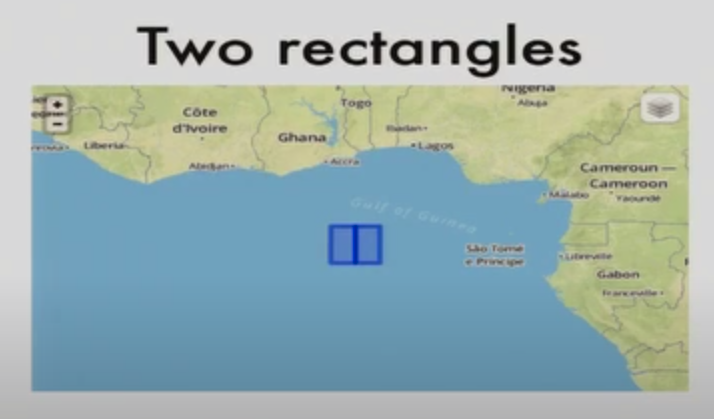 Two rectangles
Nigeria
Togo
Abuja
Côte
d'Ivoire
Ghana
Ibadan
Lagos
Liberia
Abidjan
Accra
Cameroun —
Cameroon
Malabo
Yaoundé
Gulf of Guinea
São Tomé
e Príncipe
Libreville
Gabon
Franceville